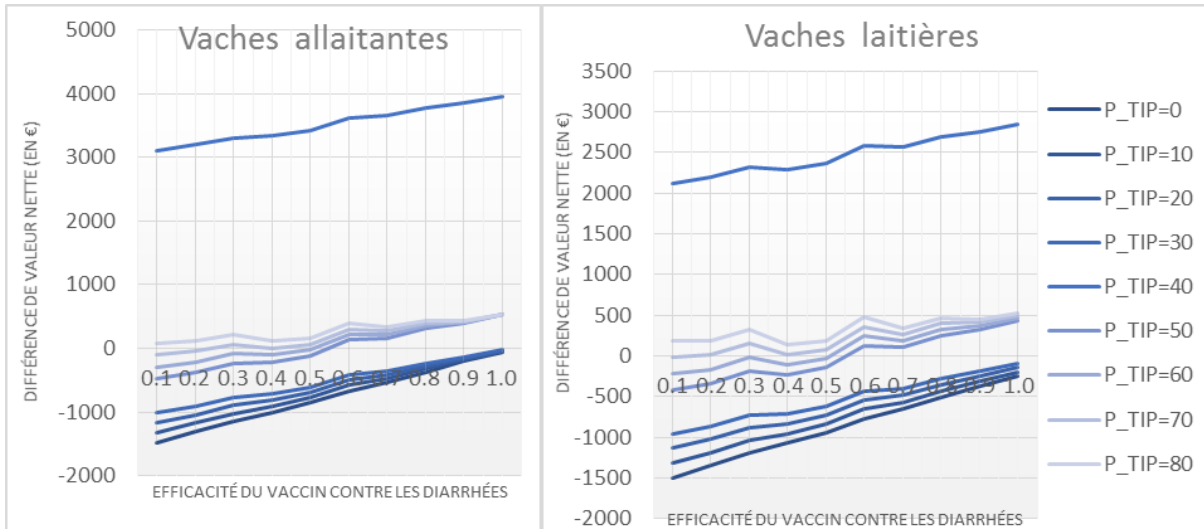 Vaches allaitantes
DIFFÉRENCE DE VALEUR NETTE (EN €)
5000
4000
3000
2000
1000
0
-1000
-2000
0.1 0.2 0.3 0.4 0.5 0.6 0.7 0.8 0.9 1.0
EFFICACITÉ DU VACCIN CONTRE LES DIARRHÉES
Vaches laitières
DIFFÉRENCE DE VALEUR NETTE (EN €)
3500
3000
2500
2000
1500
1000
500
0
-500
-1000
-1500
-2000
0.1 0.2 0.3 0.4 0.5 0.6 0.7 0.8 0.9 1.0
EFFICACITÉ DU VACCIN CONTRE LES DIARRHÉES
P_TIP=0
P_TIP=10
P_TIP=20
P_TIP=30
P_TIP=40
P_TIP=50
P_TIP=60
P_TIP=70
P_TIP=80